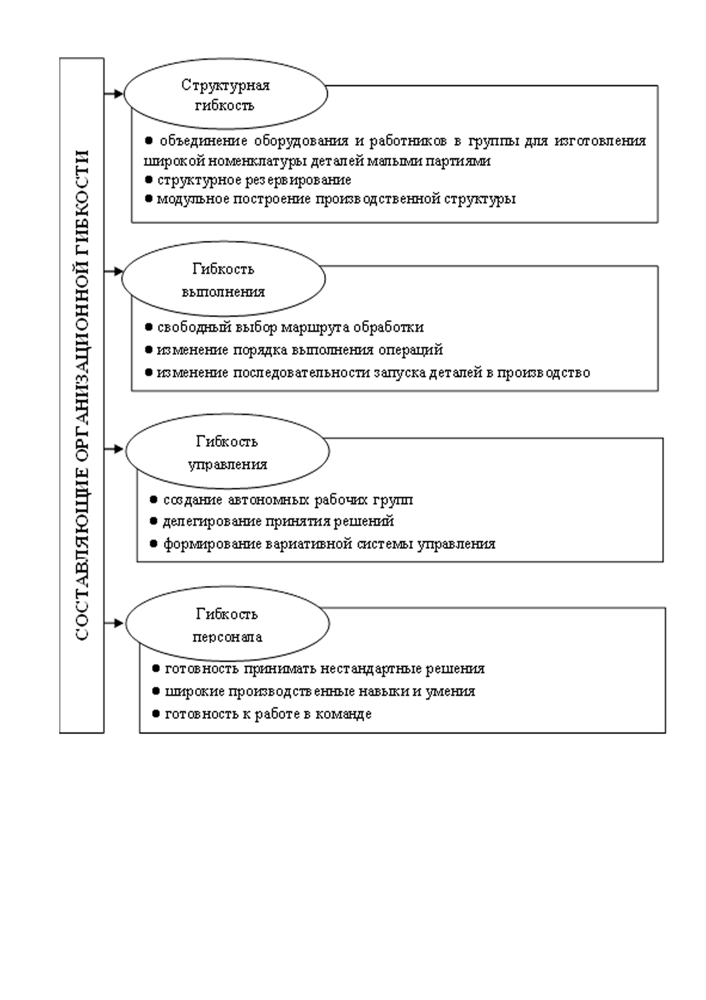 СОСТАВЛЯЮЩИЕ ОРГАНИЗАЦИОННОЙ ГИБКОСТИ
Структурная
гибкость
● объединение оборудования и работников в группы для изготовления
широкой номенклатуры деталей малыми партиями
● структурное резервирование
● модульное построение производственной структуры
Гибкость
выполнения
● свободный выбор маршрута обработки
● изменение порядка выполнения операций
● изменение последовательности запуска деталей в производство
Гибкость
управления
● создание автономных рабочих групп
● делегирование принятия решений
● формирование вариативной системы управления
Гибкость
персонала
● готовность принимать нестандартные решения
● широкие производственные навыки и умения
● готовность к работе в команде